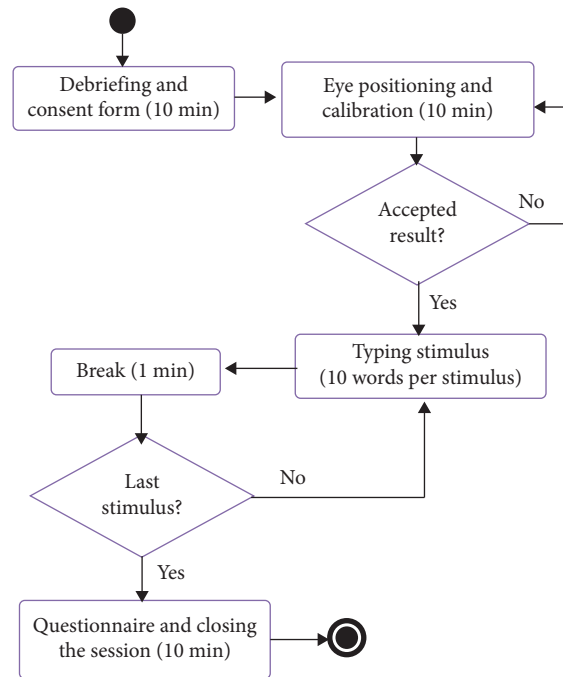 Debriefing and
consent form (10 min)
Eye positioning and
calibration (10 min)
Accepted
result?
No
Yes
Typing stimulus
(10 words per stimulus)
Break (1 min)
Last
stimulus?
No
Yes
Questionnaire and closing
the session (10 min)